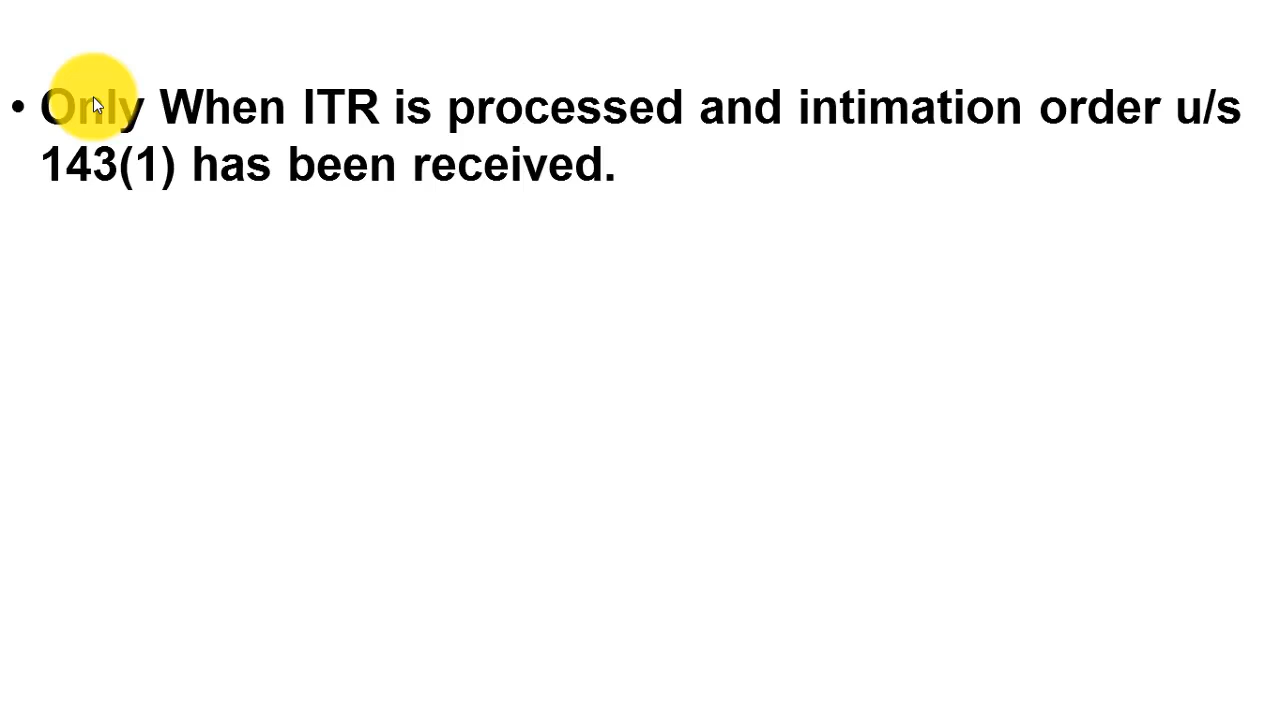 • Only When ITR is processed and intimation order u/s
143(1) has been received.